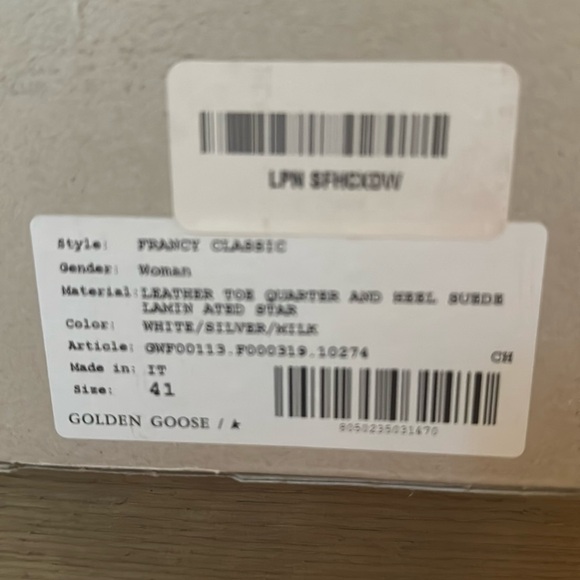 LPN SFHCXDW
Style: FRANCY CLASSIC
Gender: Woman
Material: LEATHER TOE QUARTER AND HEEL SUEDE
LAMIN ATED STAR
Color: WHITE/SILVER/MILK
Article: GWF00113.F000319.10274
CH
Made in: IT
Size: 41
GOLDEN GOOSE / ★
8050235031470